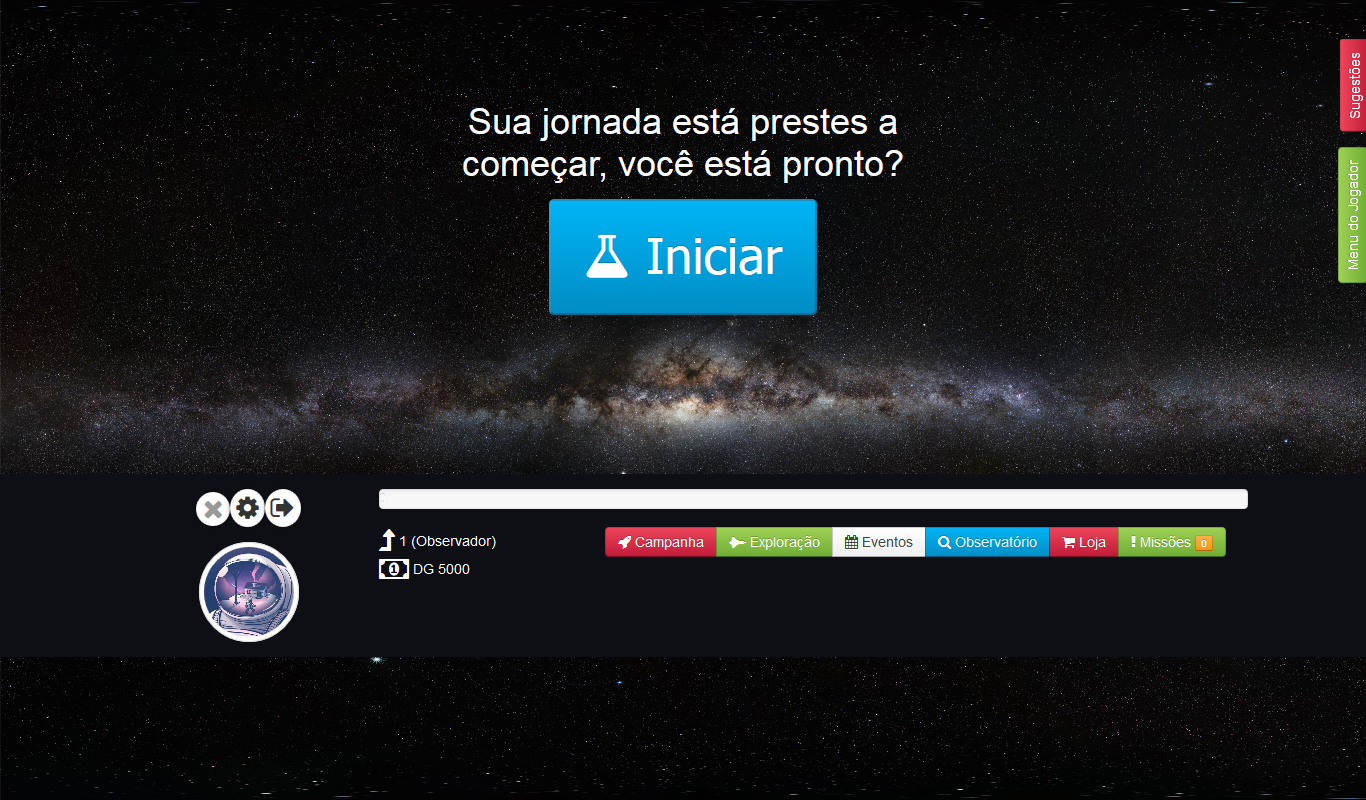 Sua jornada está prestes a
começar, você está pronto?
Iniciar
Sugestões
Menu do Jogador
1 (Observador)
DG 5000
Campanha Exploração Eventos Observatório Loja Missões 0